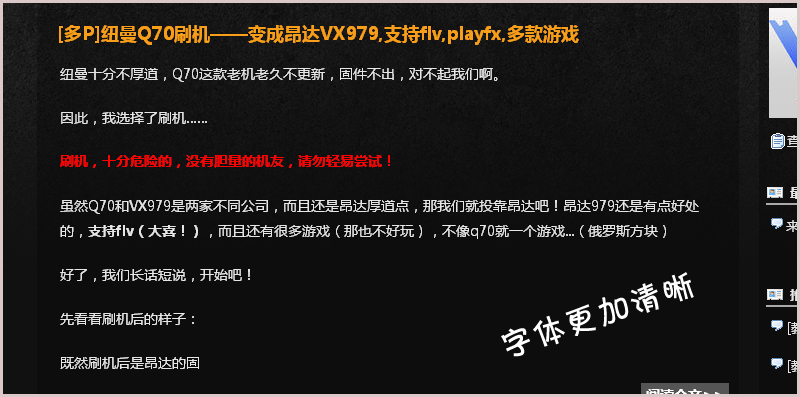 [多P]纽曼Q70刷机——变成昂达VX979,支持flv,playfx,多款游戏
纽曼十分不厚道，Q70这款老机老久不更新，固件不出，对不起我们啊。
因此，我选择了刷机......
刷机，十分危险的，没有胆量的机友，请勿轻易尝试！
虽然Q70和VX979是两家不同公司，而且还是昂达厚道点，那我们就投靠昂达吧！昂达979还是有点好处
的，支持flv（大喜！），而且还有很多游戏（那也不好玩），不像q70就一个游戏...（俄罗斯方块）
好了，我们长话短说，开始吧！
先看看刷机后的样子：
字体更加清晰
既然刷机后是昂达的固
阅读全文>>
查
最
来
推
[教
[教